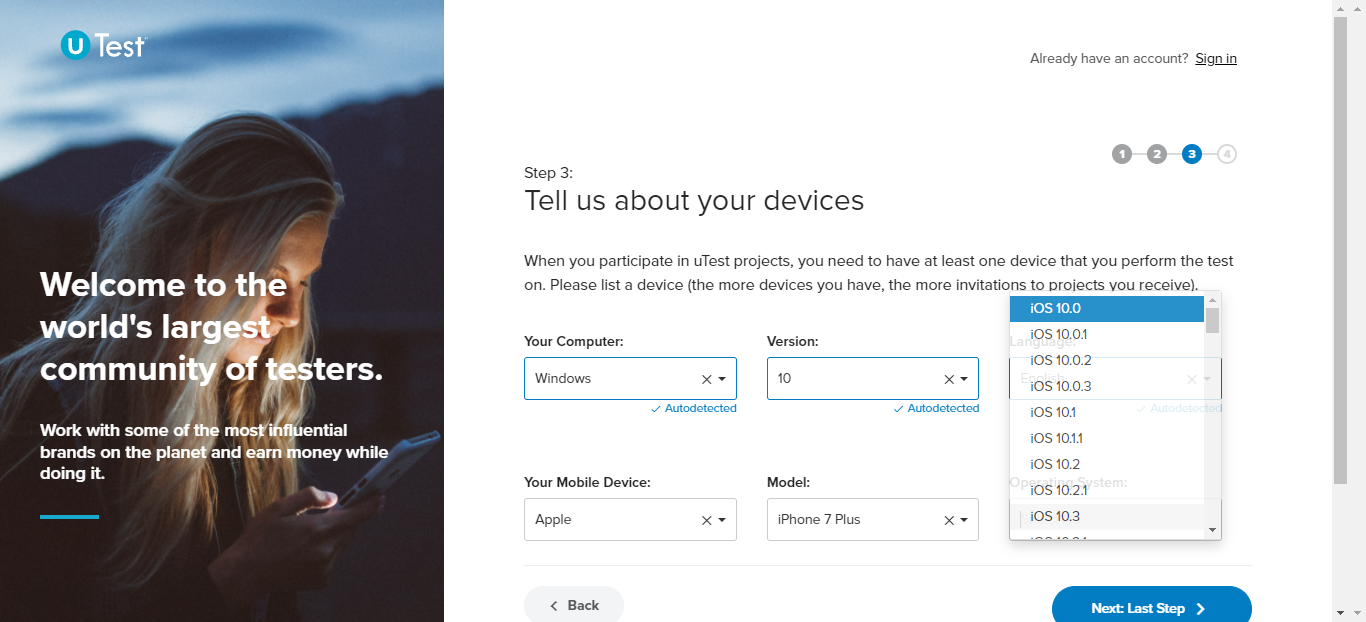 uTest
Already have an account? Sign in
1 2 3 4
Step 3:
Tell us about your devices
When you participate in uTest projects, you need to have at least one device that you perform the test
on. Please list a device (the more devices you have, the more invitations to projects you receive).
Welcome to the
world's largest
community of testers.
Work with some of the most influential
brands on the planet and earn money while
doing it.
Your Computer:
Windows
Autodetected
Version:
10
Autodetected
Language:
English
Autodetected
Your Mobile Device:
Apple
Model:
iPhone 7 Plus
Operating System:
iOS 10.0
iOS 10.0.1
iOS 10.0.2
iOS 10.0.3
iOS 10.1
iOS 10.1.1
iOS 10.2
iOS 10.2.1
iOS 10.3
Back
Next: Last Step